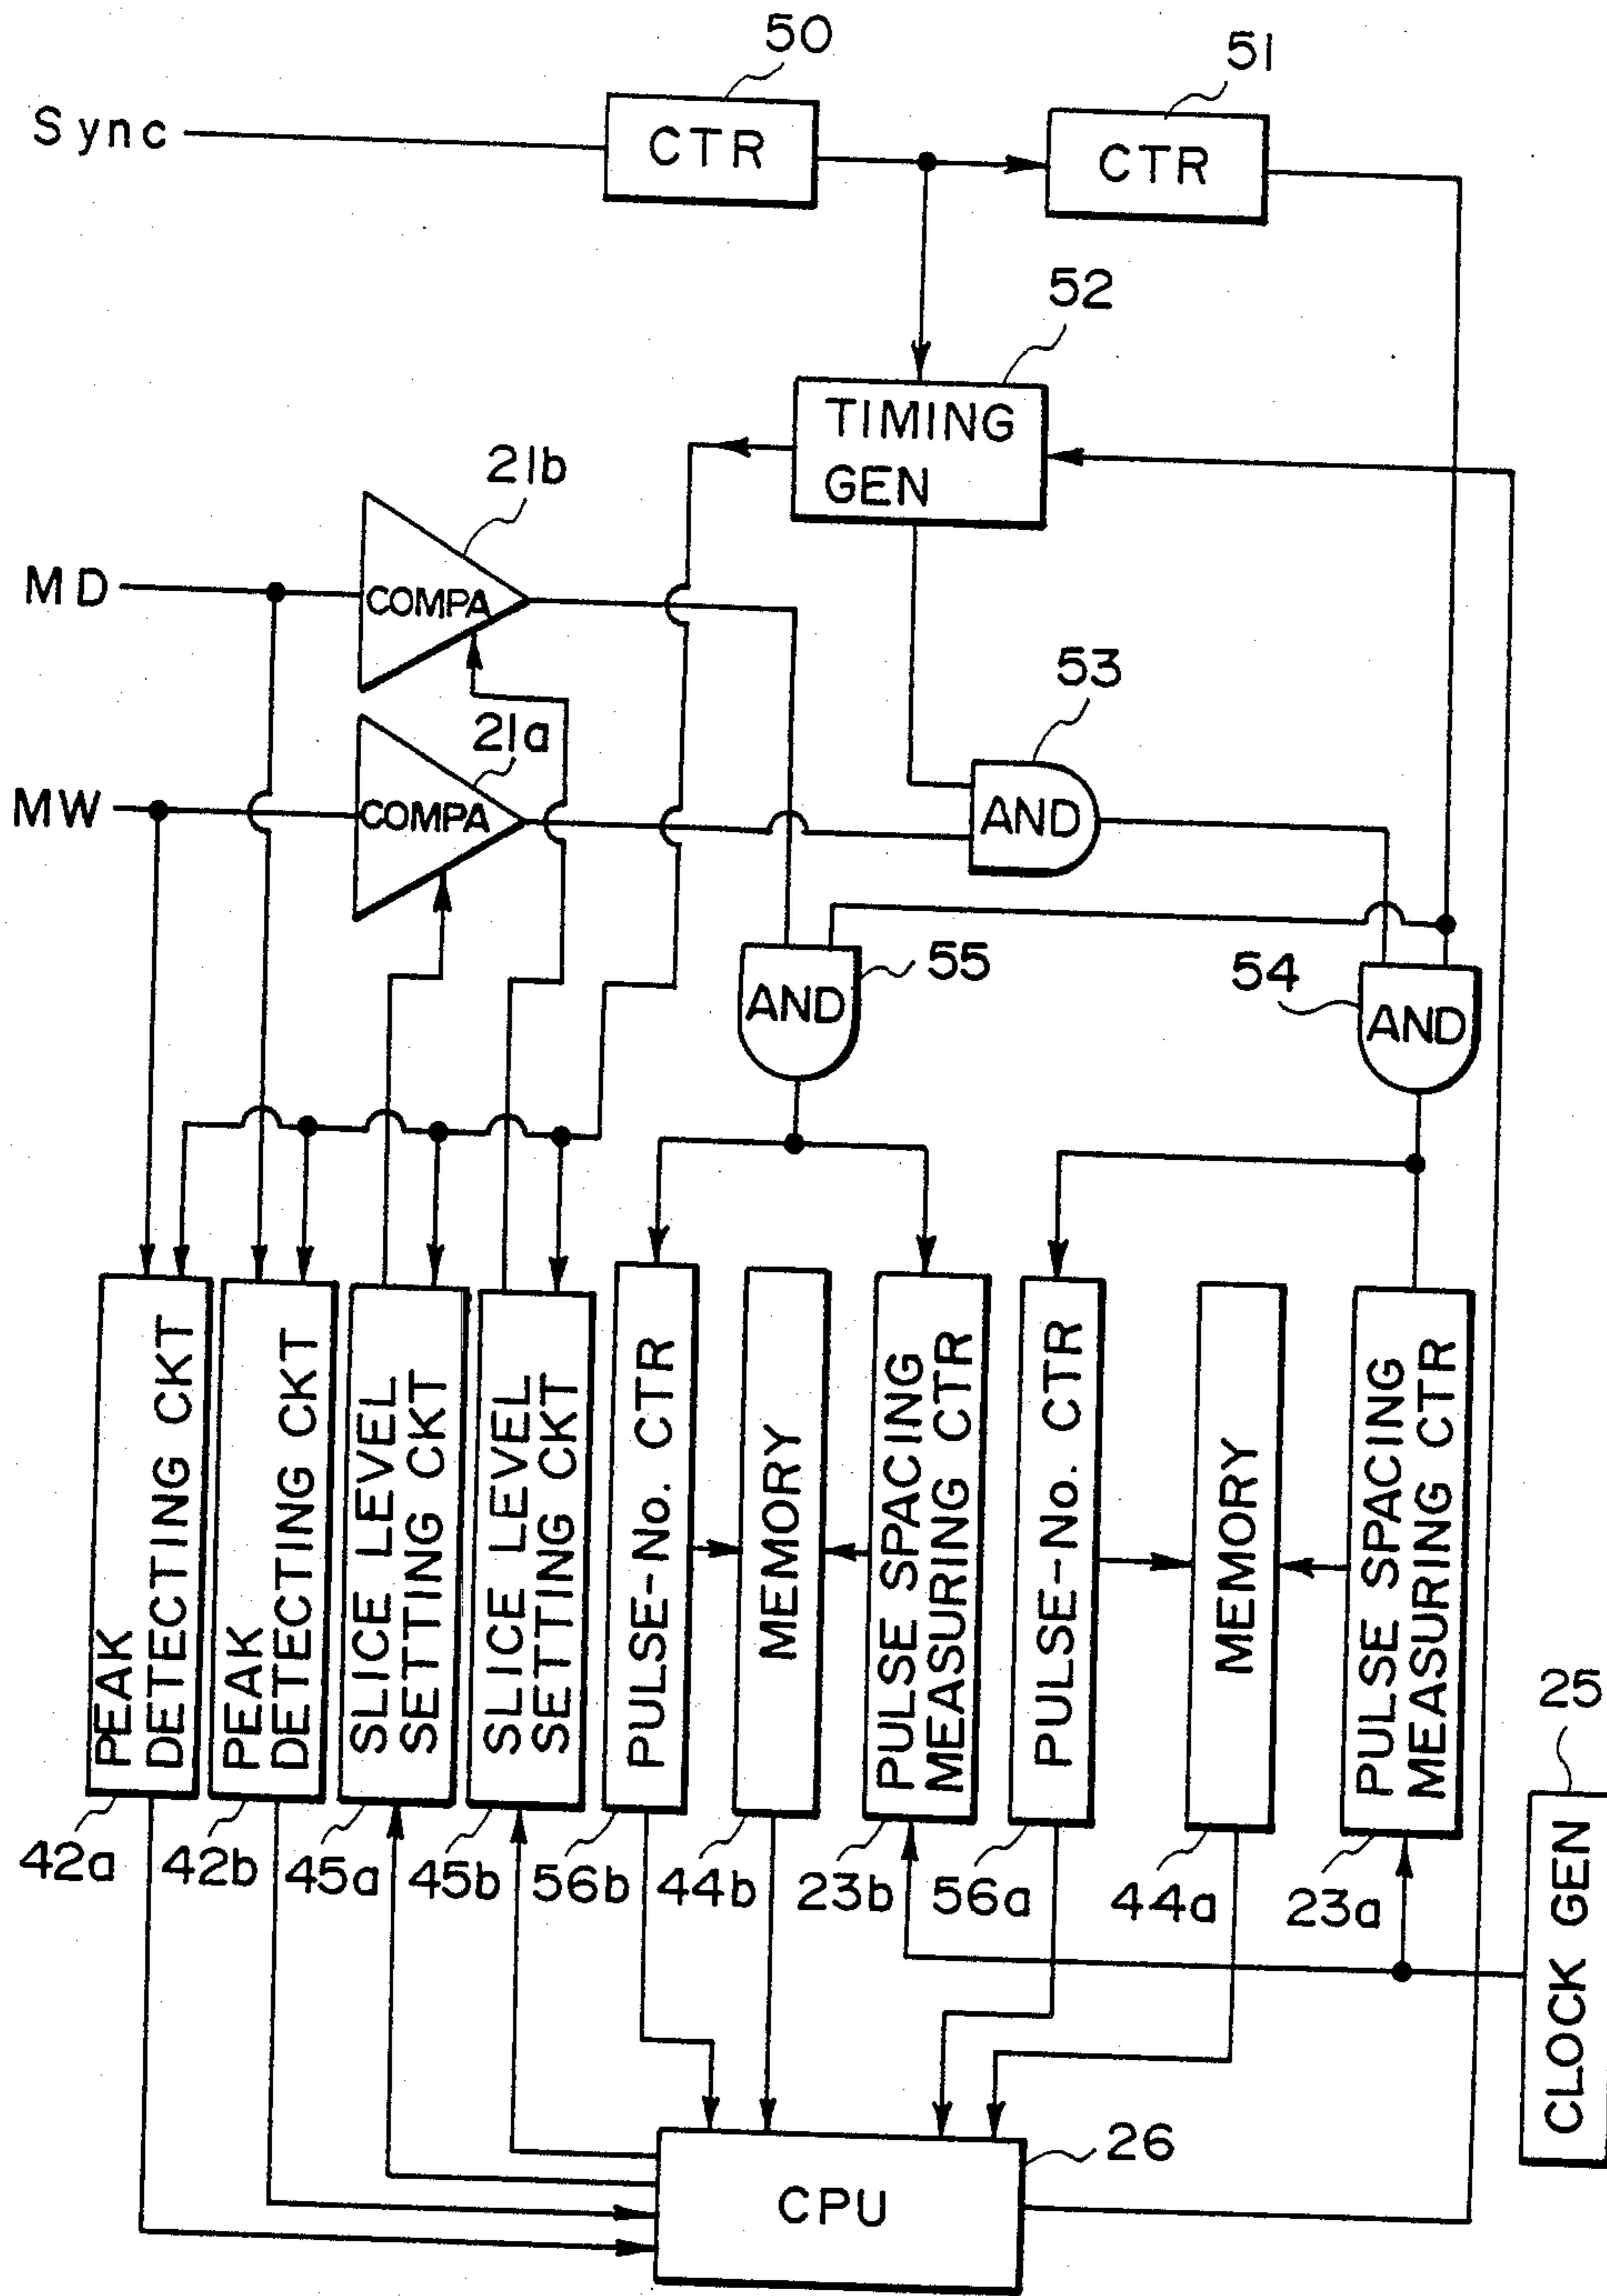 50
51
Sync
CTR
CTR
52
TIMING
GEN
21b
MD
COMPA
53
21a
MW
COMPA
AND
55
54
AND
AND
PEAK
DETECTING CKT
PEAK
DETECTING CKT
SLICE LEVEL
SETTING CKT
SLICE LEVEL
SETTING CKT
PULSE-No. CTR
MEMORY
PULSE SPACING
MEASURING CTR
PULSE-No. CTR
MEMORY
PULSE SPACING
MEASURING CTR
25
CLOCK GEN
42a
42b
45a
45b
56b
44b
23b
56a
44a
23a
26
CPU